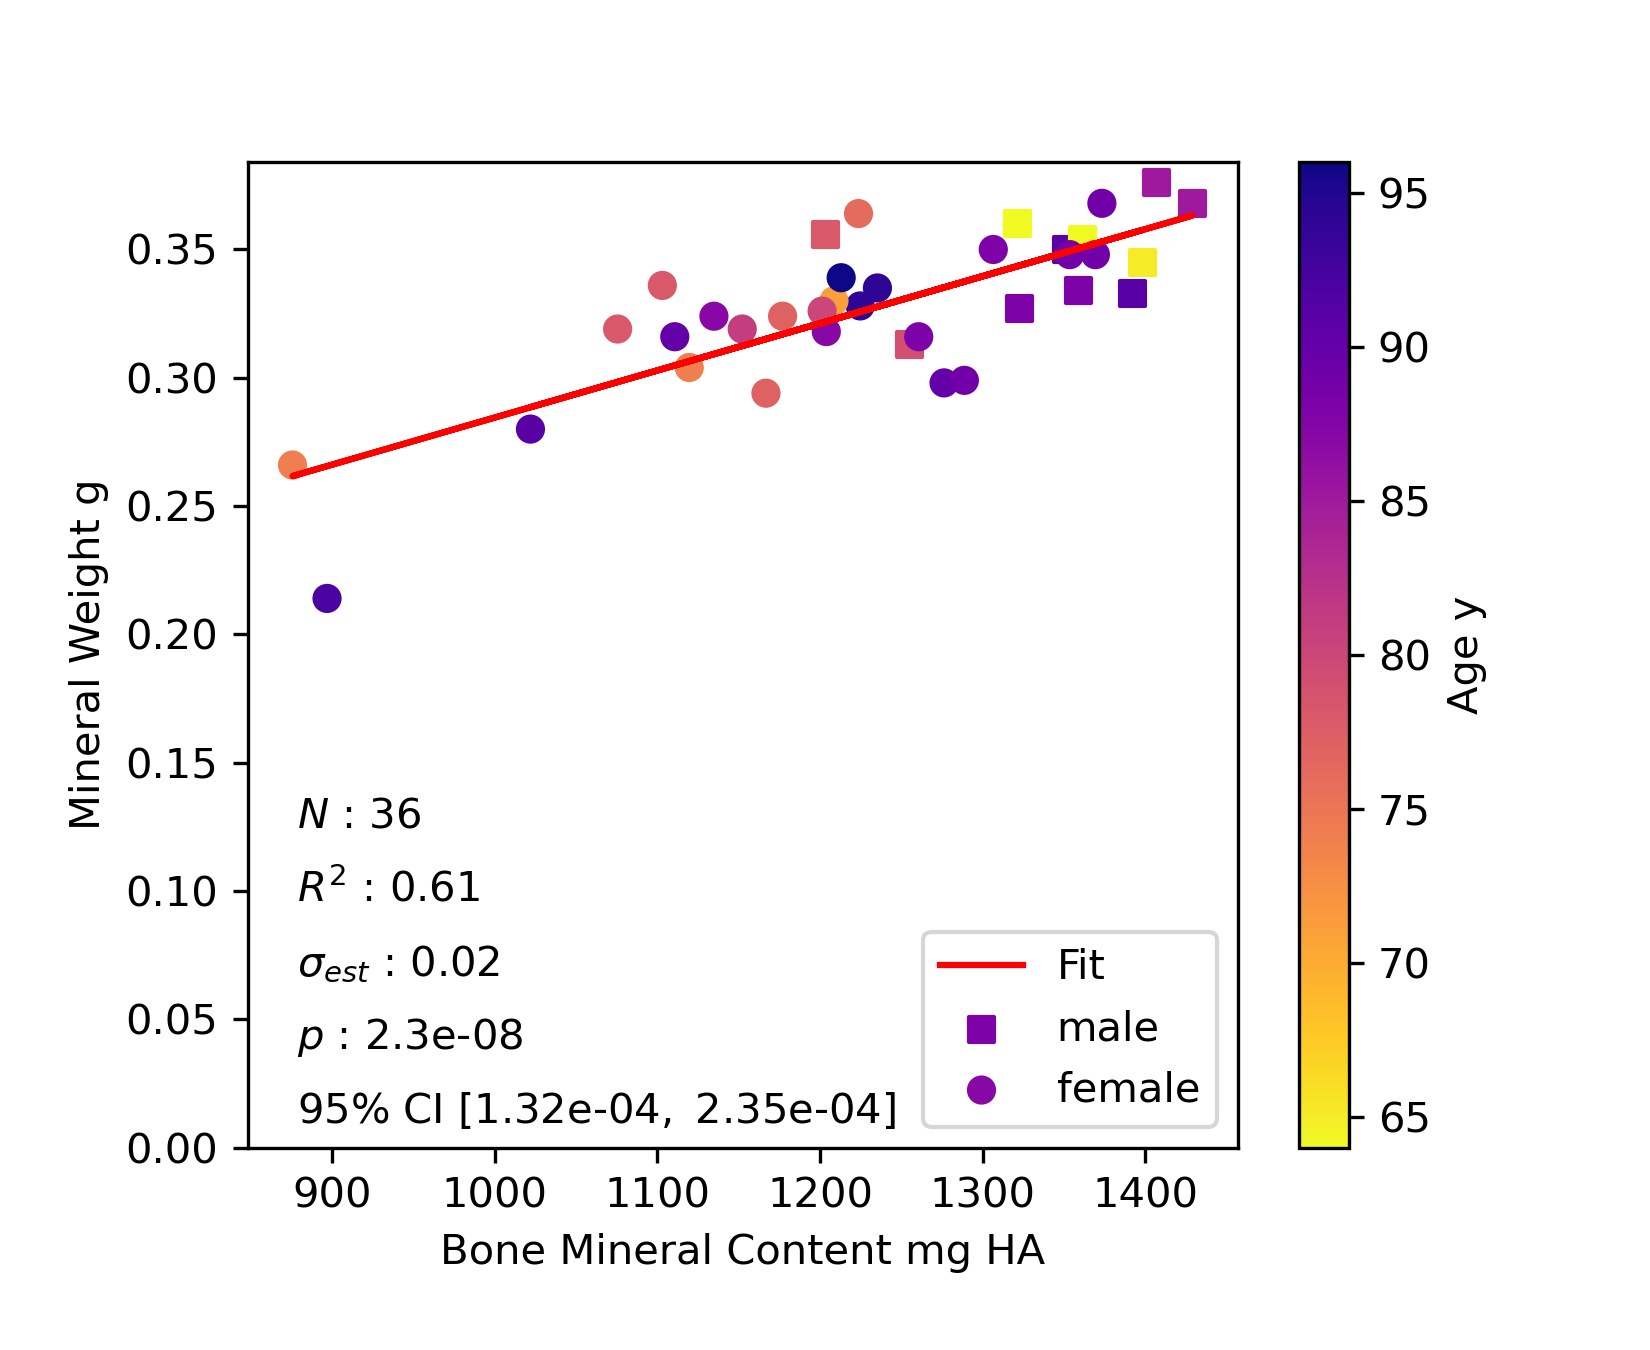 0.35
0.30
0.25
0.20
0.15
0.10
0.05
0.00
Mineral Weight g
900 1000 1100 1200 1300 1400
Bone Mineral Content mg HA
N : 36
R² : 0.61
σest : 0.02
p : 2.3e-08
95% CI [1.32e-04, 2.35e-04]
Fit
male
female
95
90
85
80
75
70
65
Age y